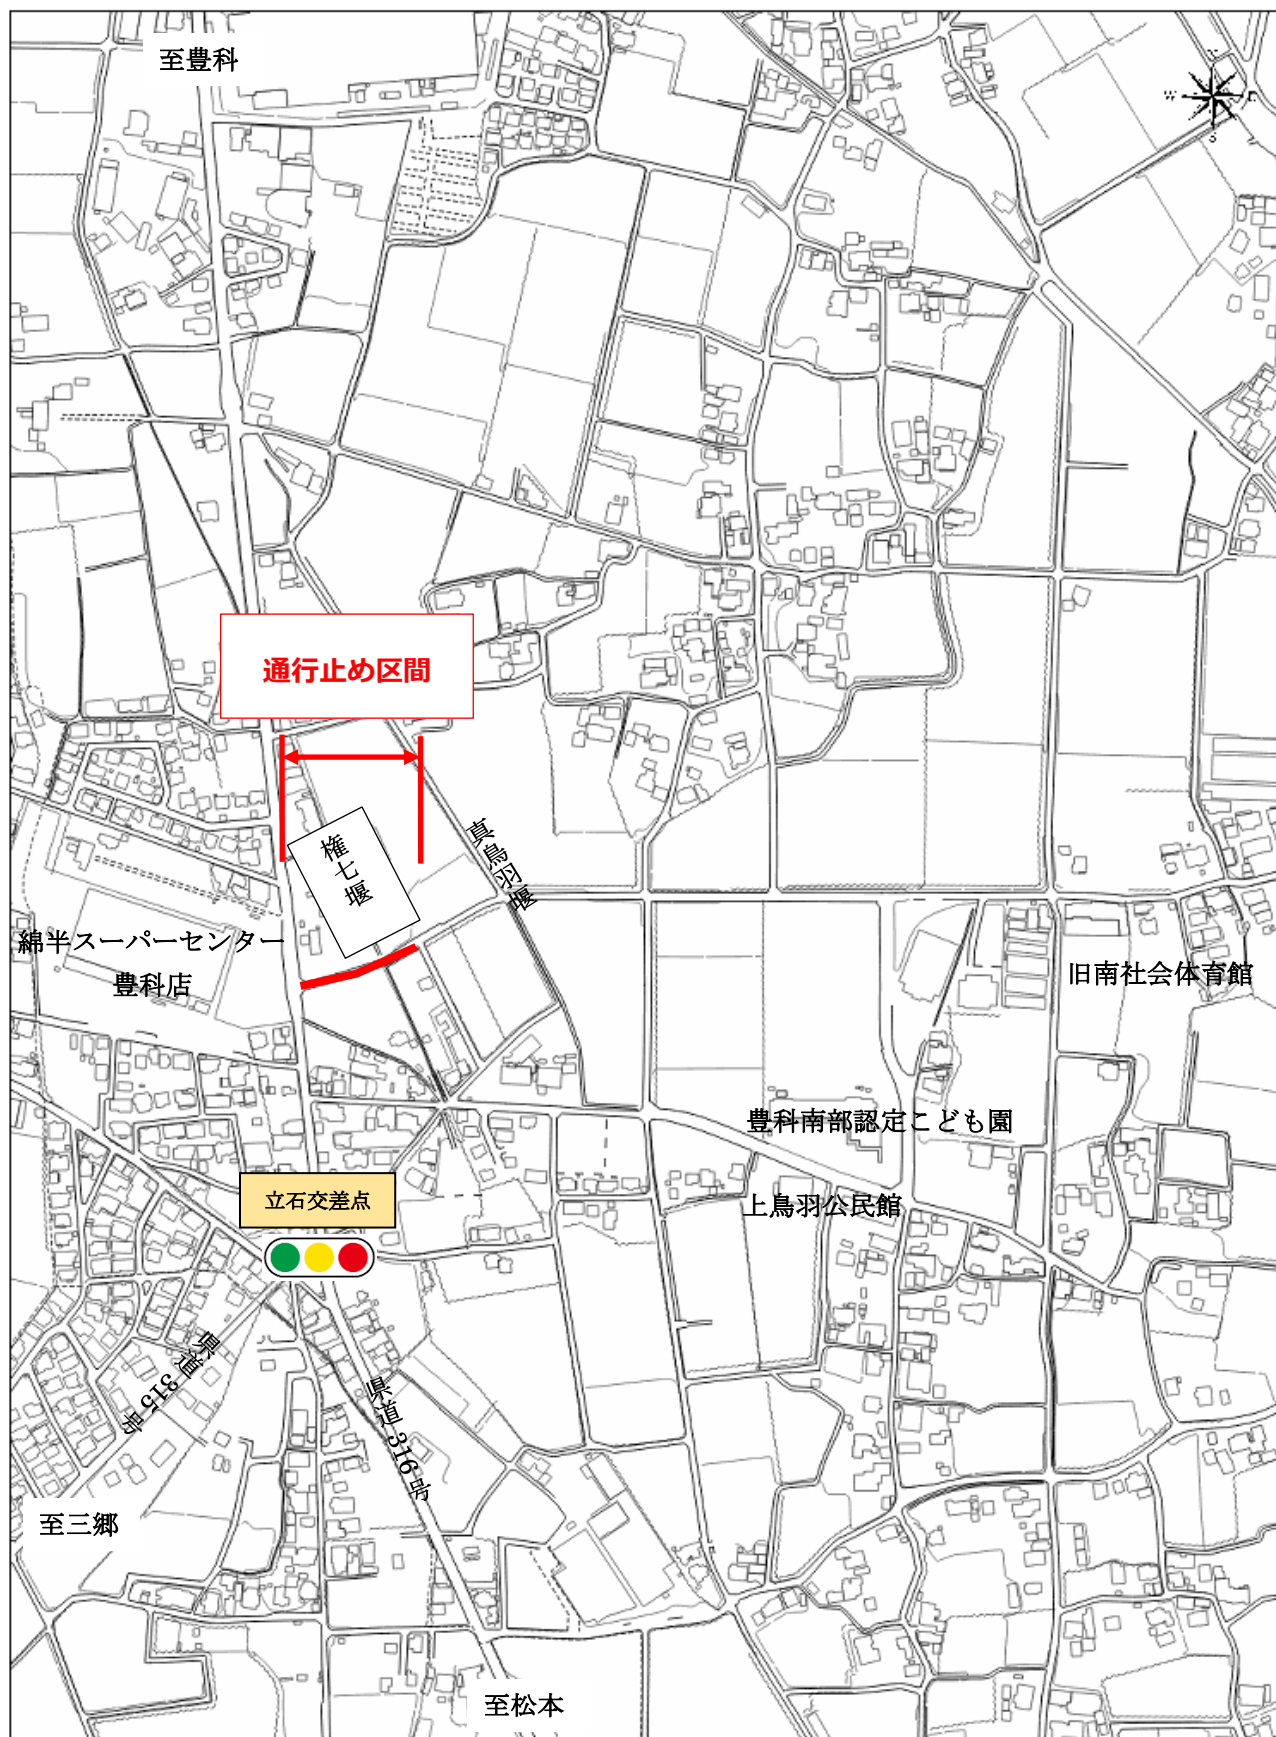 至豊科
W
S
通行止め区間
権七堰
真鳥羽堰
綿半スーパーセンター
豊科店
旧南社会体育館
豊科南部認定こども園
上鳥羽公民館
立石交差点
県道315号
県道316号
至三郷
至松本